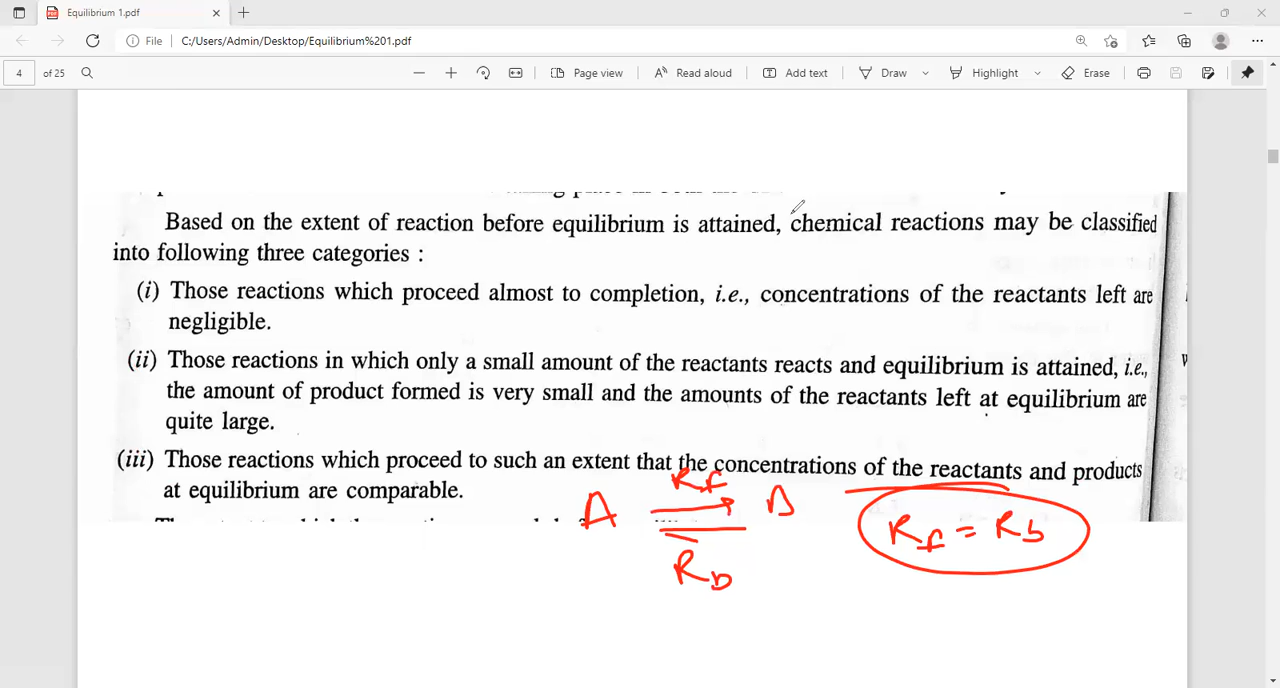 Equilibrium 1.pdf
File C:/Users/Admin/Desktop/Equilibrium%201.pdf
4 of 25 Page view Read aloud Add text Draw Highlight Erase
Based on the extent of reaction before equilibrium is attained, chemical reactions may be classified
into following three categories :
(i) Those reactions which proceed almost to completion, i.e., concentrations of the reactants left are
negligible.
(ii) Those reactions in which only a small amount of the reactants reacts and equilibrium is attained, i.e.,
the amount of product formed is very small and the amounts of the reactants left at equilibrium are
quite large.
(iii) Those reactions which proceed to such an extent that the concentrations of the reactants and products
at equilibrium are comparable.
Rf
A
Rf = Rb
Rb